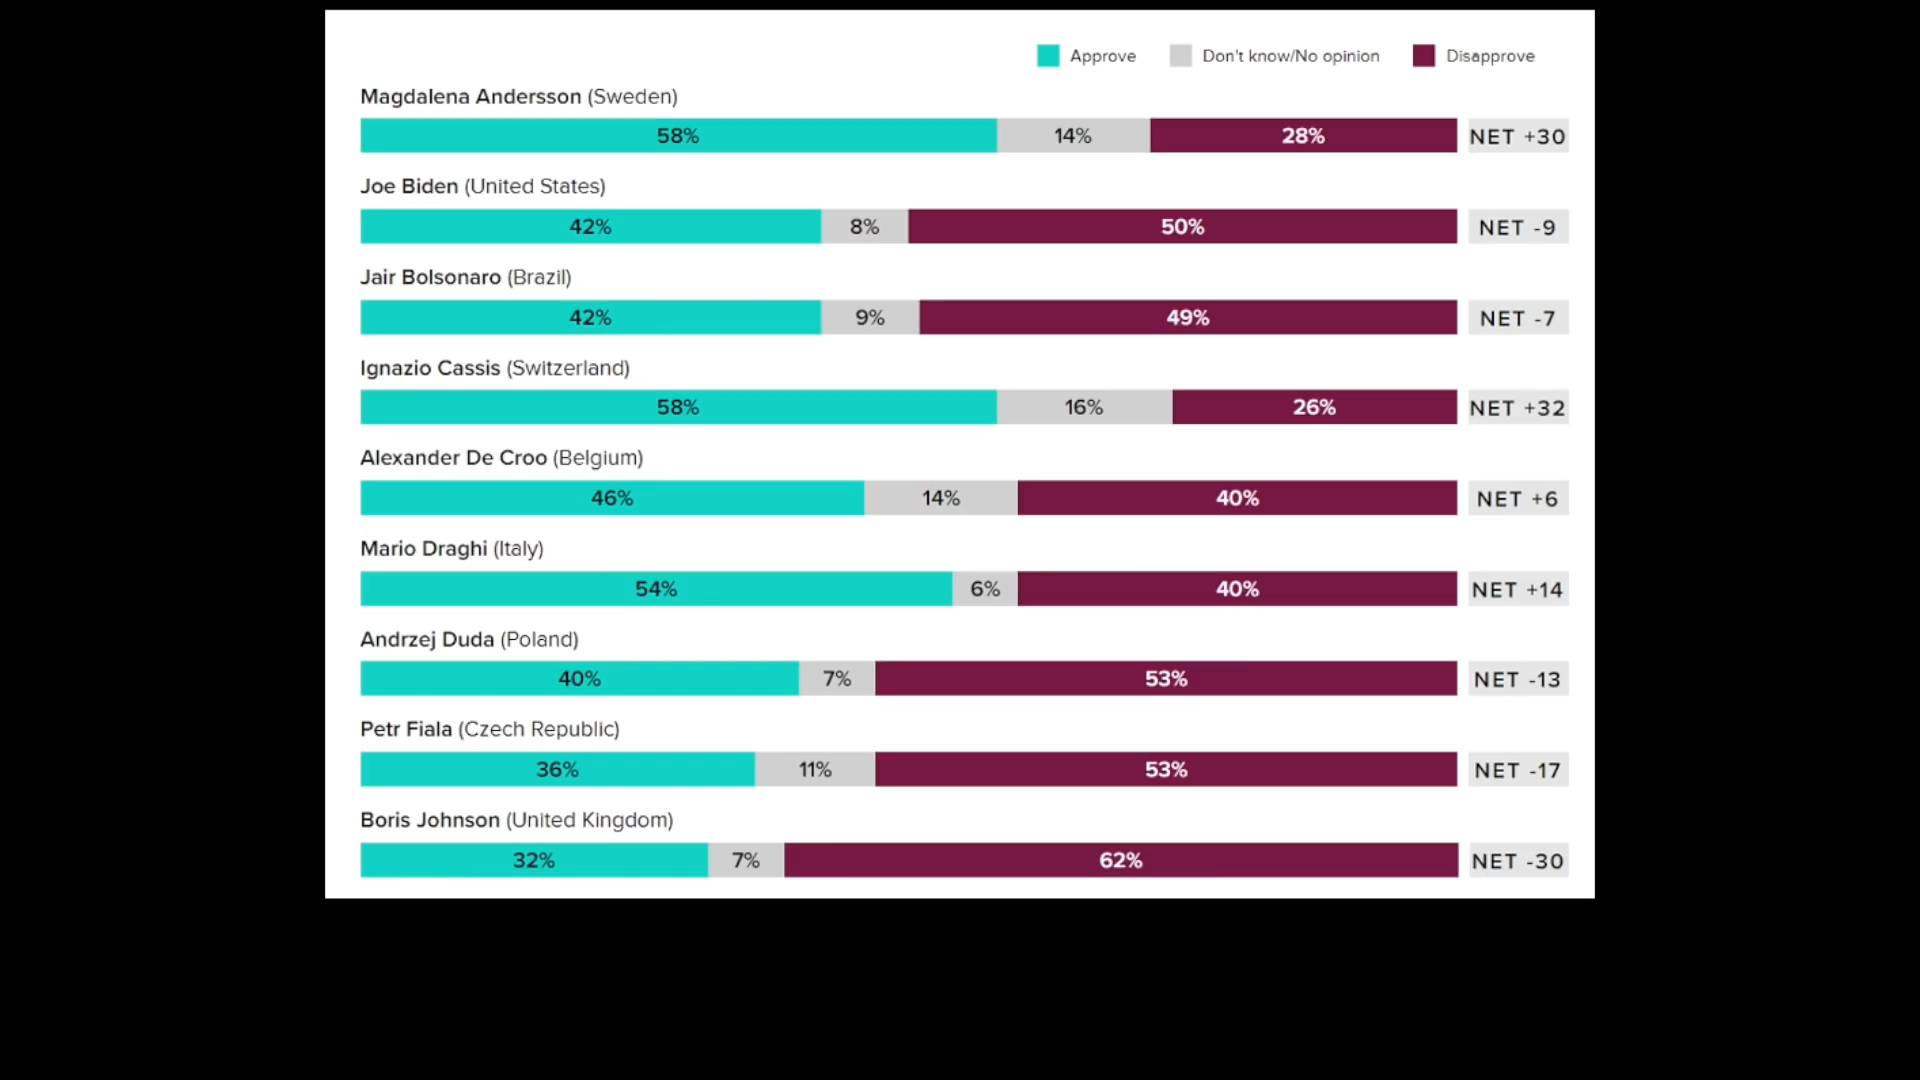 Approve Don't know/No opinion Disapprove
Magdalena Andersson (Sweden)
58% 14% 28% NET +30
Joe Biden (United States)
42% 8% 50% NET -9
Jair Bolsonaro (Brazil)
42% 9% 49% NET -7
Ignazio Cassis (Switzerland)
58% 16% 26% NET +32
Alexander De Croo (Belgium)
46% 14% 40% NET +6
Mario Draghi (Italy)
54% 6% 40% NET +14
Andrzej Duda (Poland)
40% 7% 53% NET -13
Petr Fiala (Czech Republic)
36% 11% 53% NET -17
Boris Johnson (United Kingdom)
32% 7% 62% NET -30